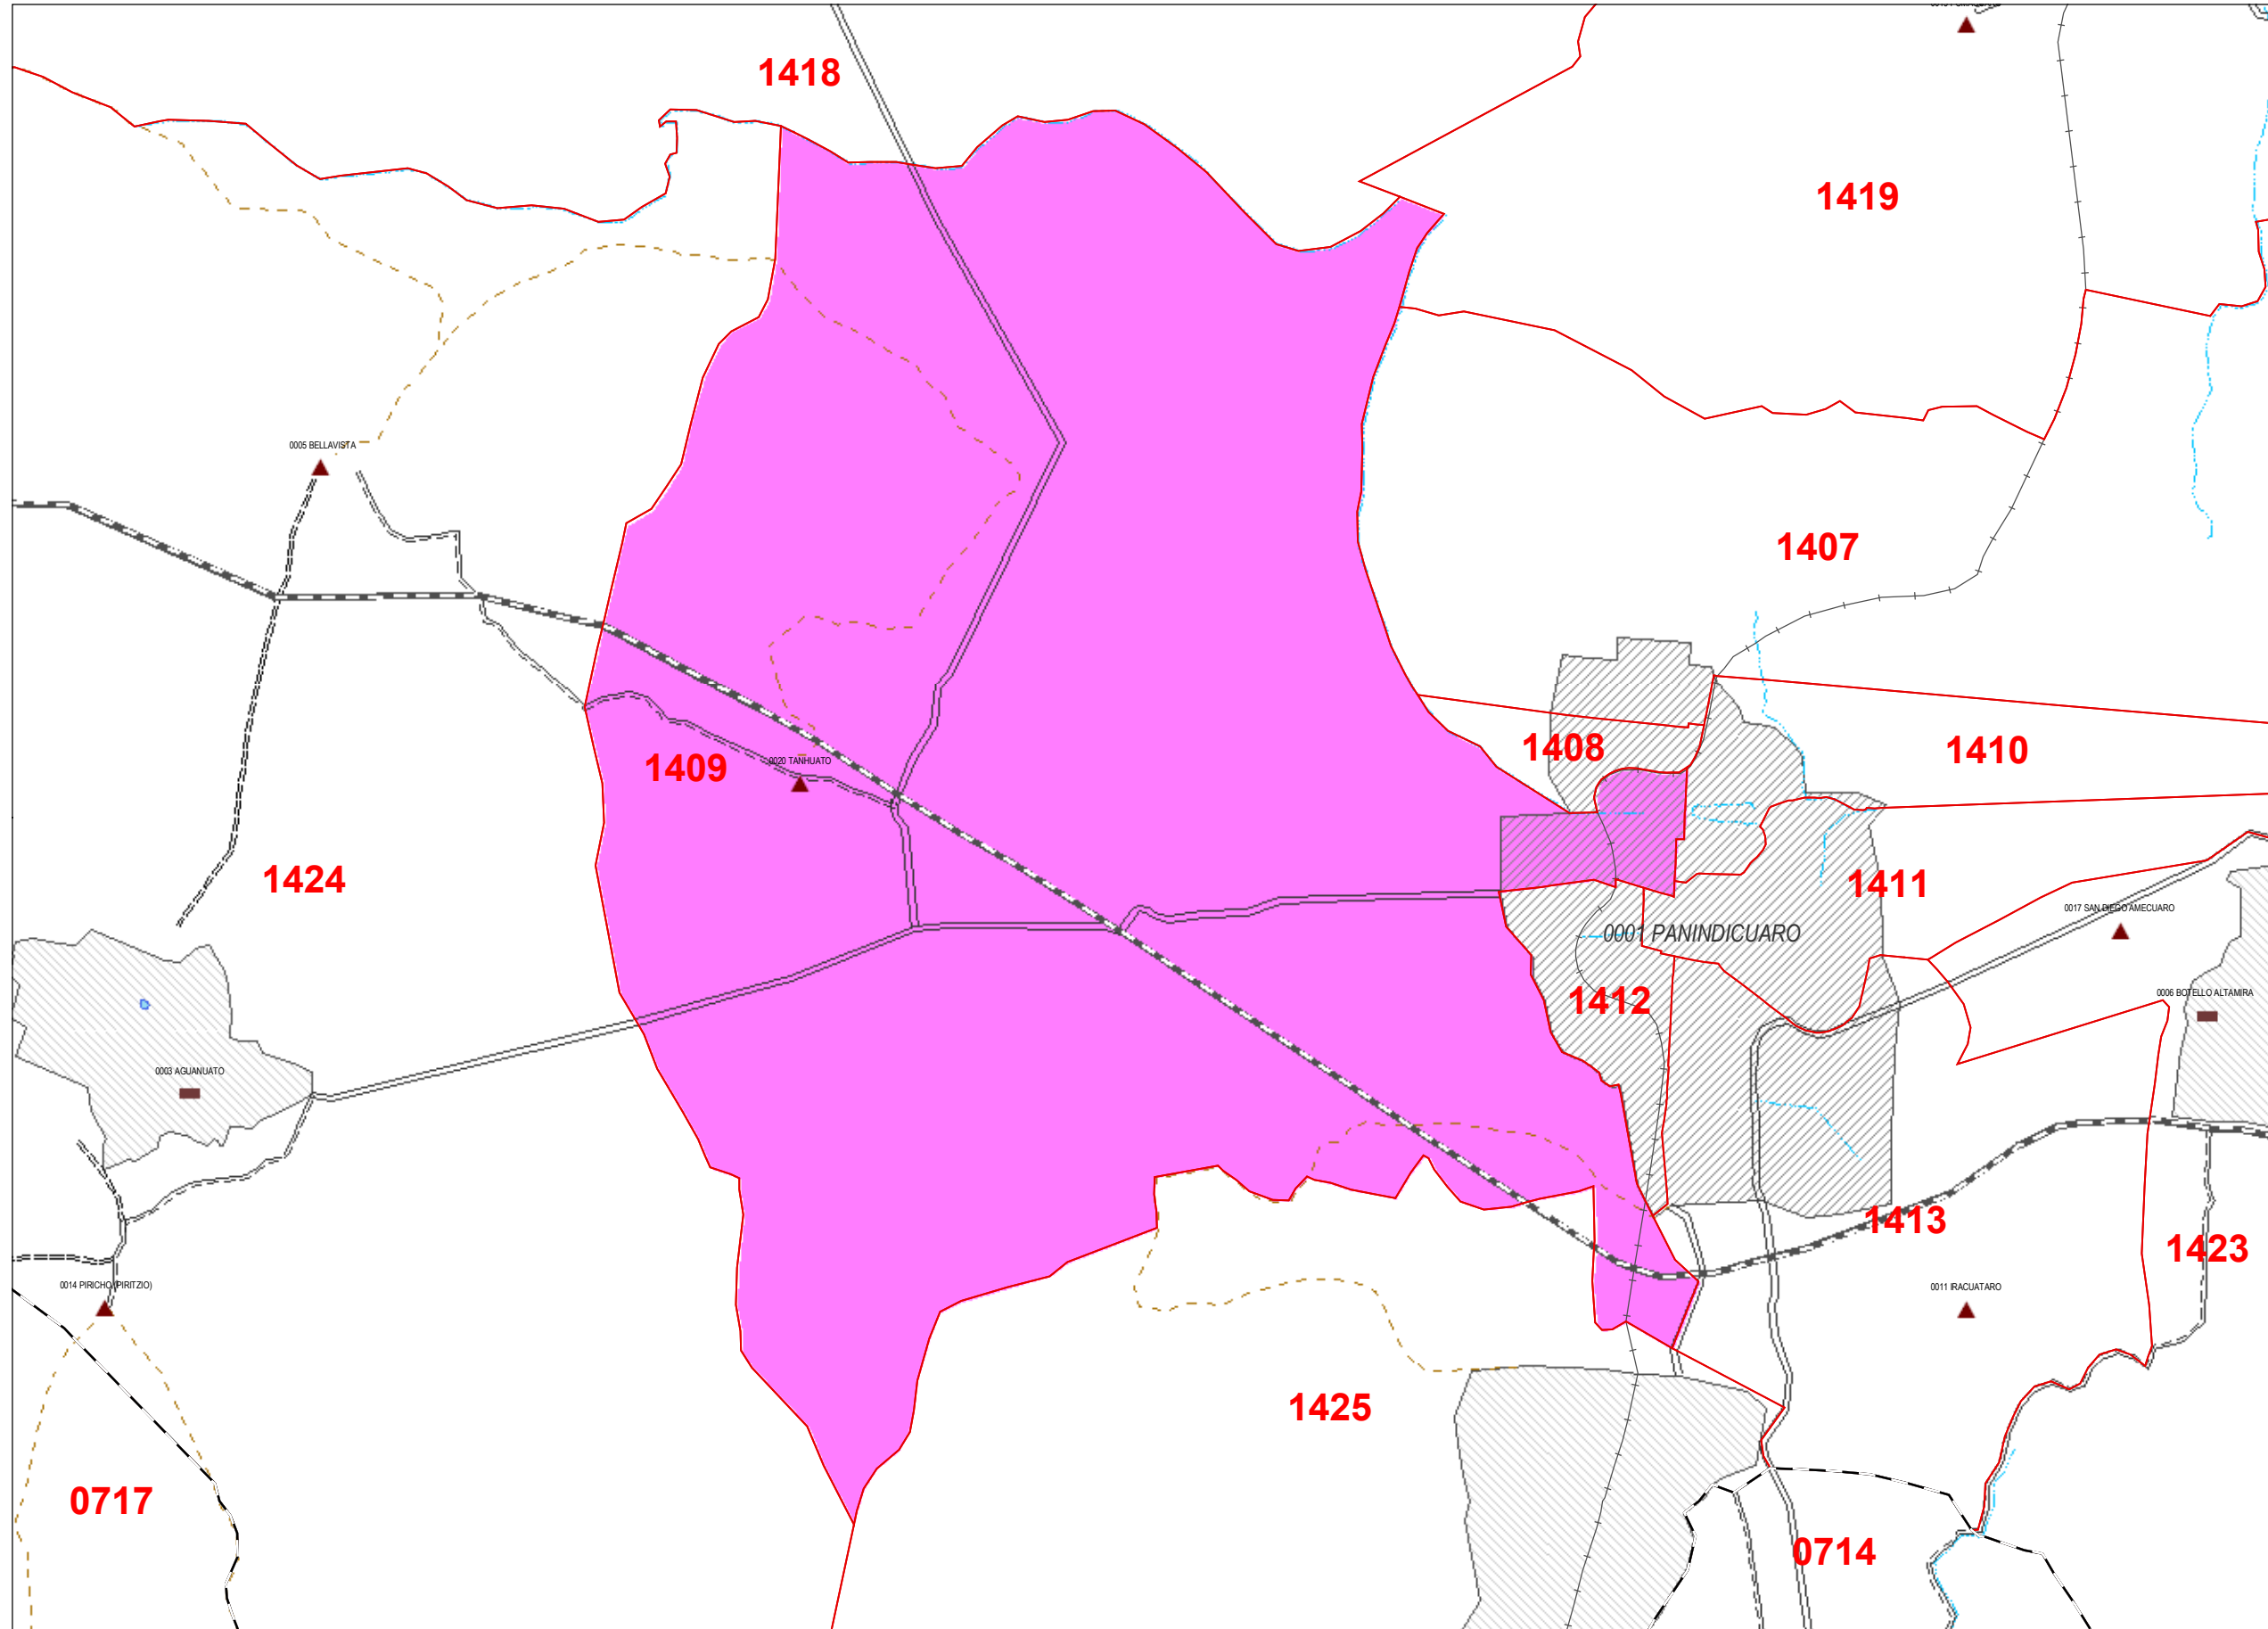 1418
1419
0005 BELLAVISTA
1407
1408
1410
1409
0020 TANHUATO
1424
1411
0017 SAN DIEGO AMECUARO
0001 PANINDICUARO
0006 BOTELLO ALTAMIRA
1412
0003 AGUANUATO
1413
1423
0014 PIRICHO (PIRITZIO)
0011 IRACUATARO
1425
0717
0714